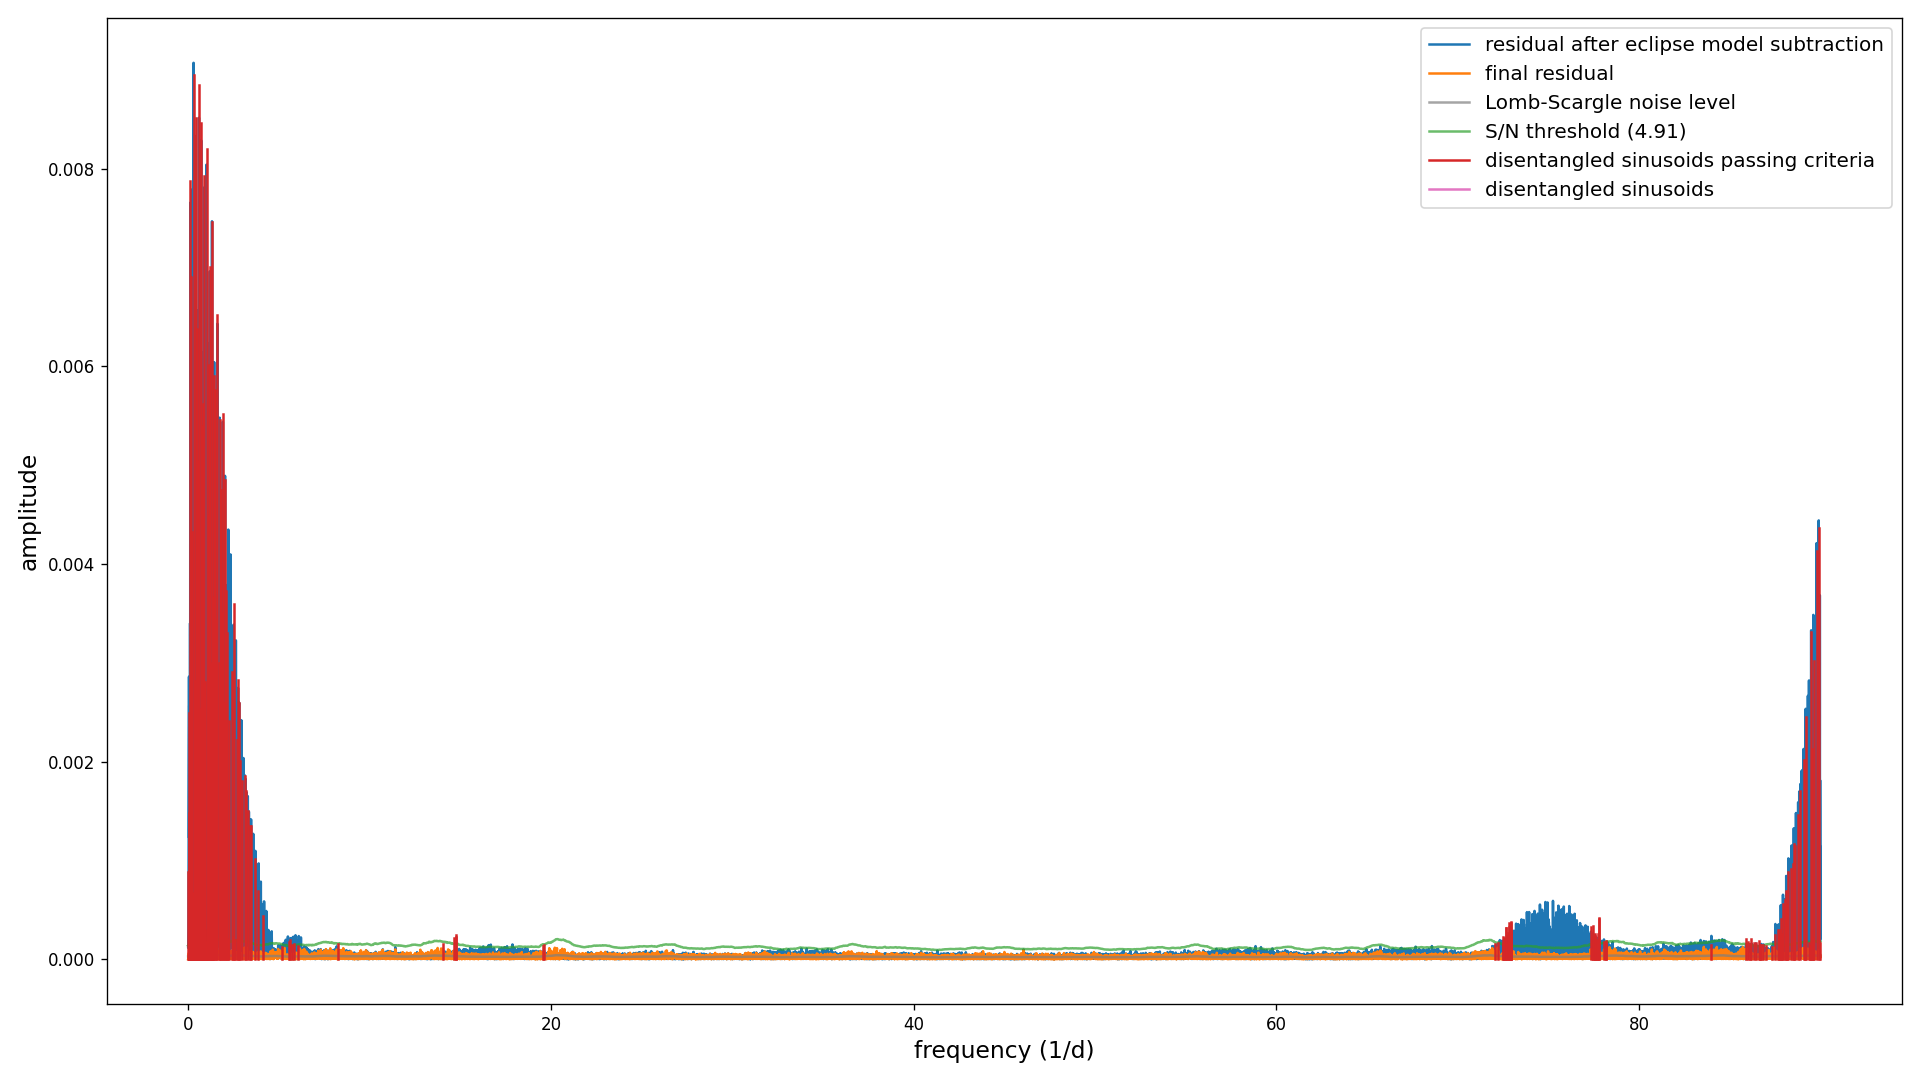 residual after eclipse model subtraction
final residual
Lomb-Scargle noise level
S/N threshold (4.91)
disentangled sinusoids passing criteria
disentangled sinusoids
0.008
0.006
0.004
0.002
0.000
amplitude
0 20 40 60 80
frequency (1/d)